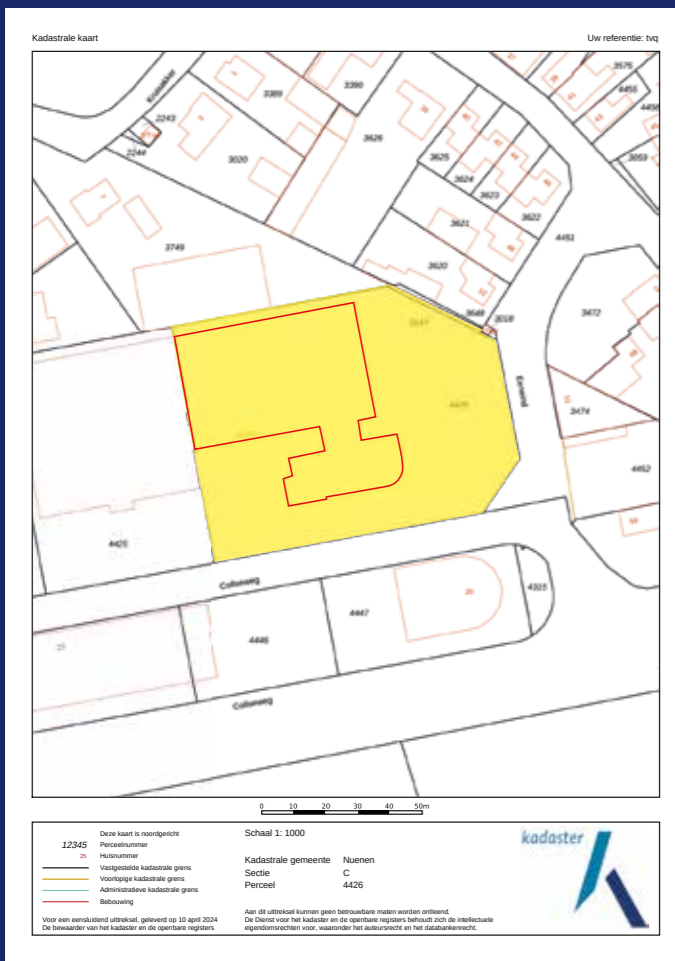 Kadastrale kaart
Uw referentie: tvq
3575
4455
3390
3389
2243
2244
3020
3626
3625
3624
3623
3622
3621
3620
4451
3059
3749
3648
3018
3472
Eenwind
3474
4452
4425
Collseweg
4315
4447
4446
Collseweg
0 10 20 30 40 50m
Deze kaart is noordgericht
12345 Perceelnummer
25 Huisnummer
Vastgestelde kadastrale grens
Voorlopige kadastrale grens
Administratieve kadastrale grens
Bebouwing
Voor een eensluidend uittreksel, geleverd op 10 april 2024
De bewaarder van het kadaster en de openbare registers
Schaal 1: 1000
Kadastrale gemeente Nuenen
Sectie C
Perceel 4426
Aan dit uittreksel kunnen geen betrouwbare maten worden ontleend.
De Dienst voor het kadaster en de openbare registers behoudt zich de intellectuele
eigendomsrechten voor, waaronder het auteursrecht en het databankenrecht.
kadaster